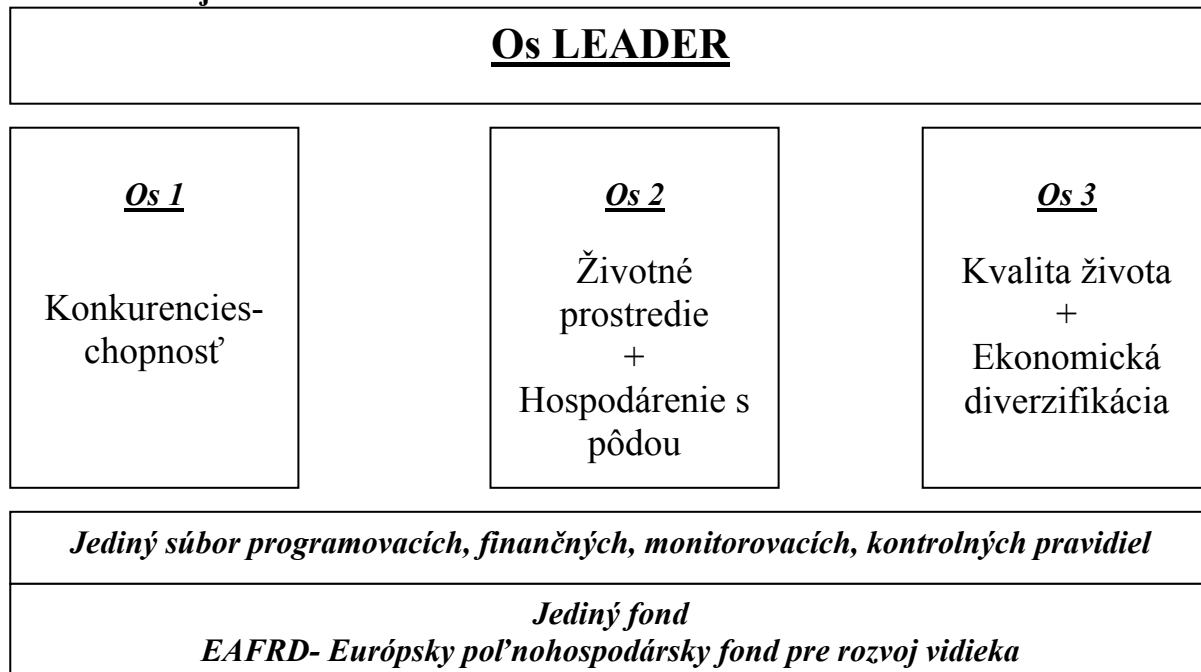 Os LEADER
Os 1
Konkurencies-
chopnosť
Os 2
Životné
prostredie
+
Hospodárenie s
pôdou
Os 3
Kvalita života
+
Ekonomická
diverzifikácia
Jediný súbor programovacích, finančných, monitorovacích, kontrolných pravidiel
Jediný fond
EAFRD- Európsky poľnohospodársky fond pre rozvoj vidieka